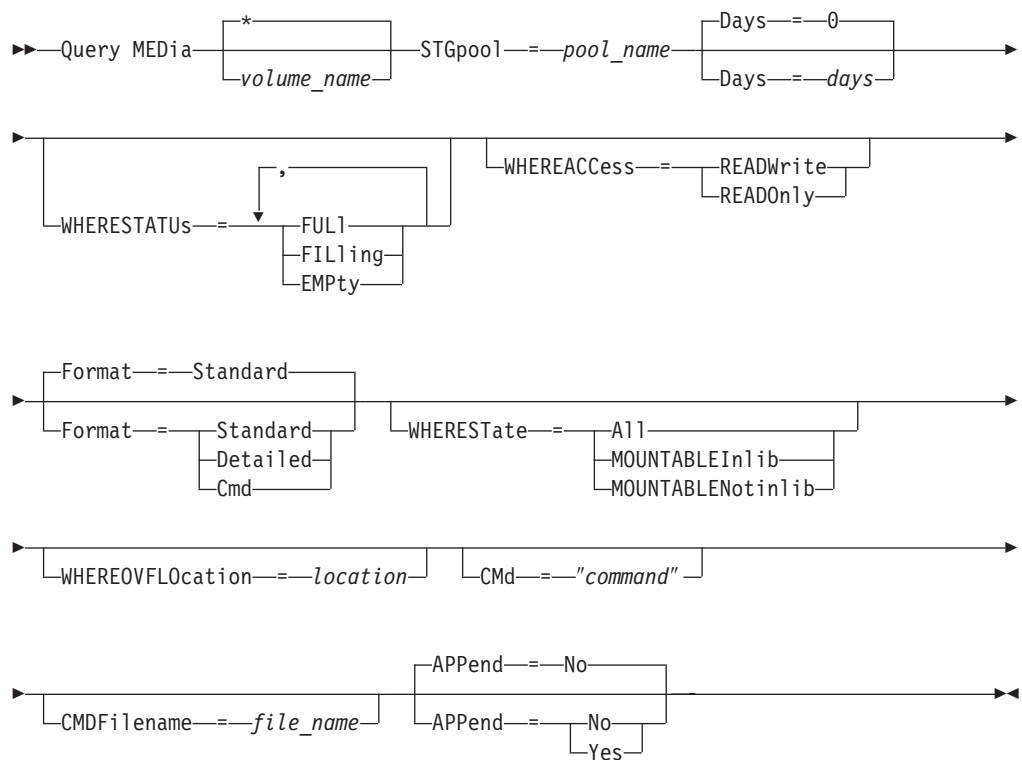 * Days = 0
Query MEDia STGpool = pool_name
volume_name Days = days
,
WHEREACCess = READWrite
READOnly
WHERESTATUs = FULl
FILling
EMPty
Format = Standard
Format = Standard WHERESTate = All
Detailed MOUNTABLEInlib
Cmd MOUNTABLENotinlib
WHEREOVFLOcation = location CMd = "command"
APPend = No
CMDFilename = file_name APPend = No
Yes